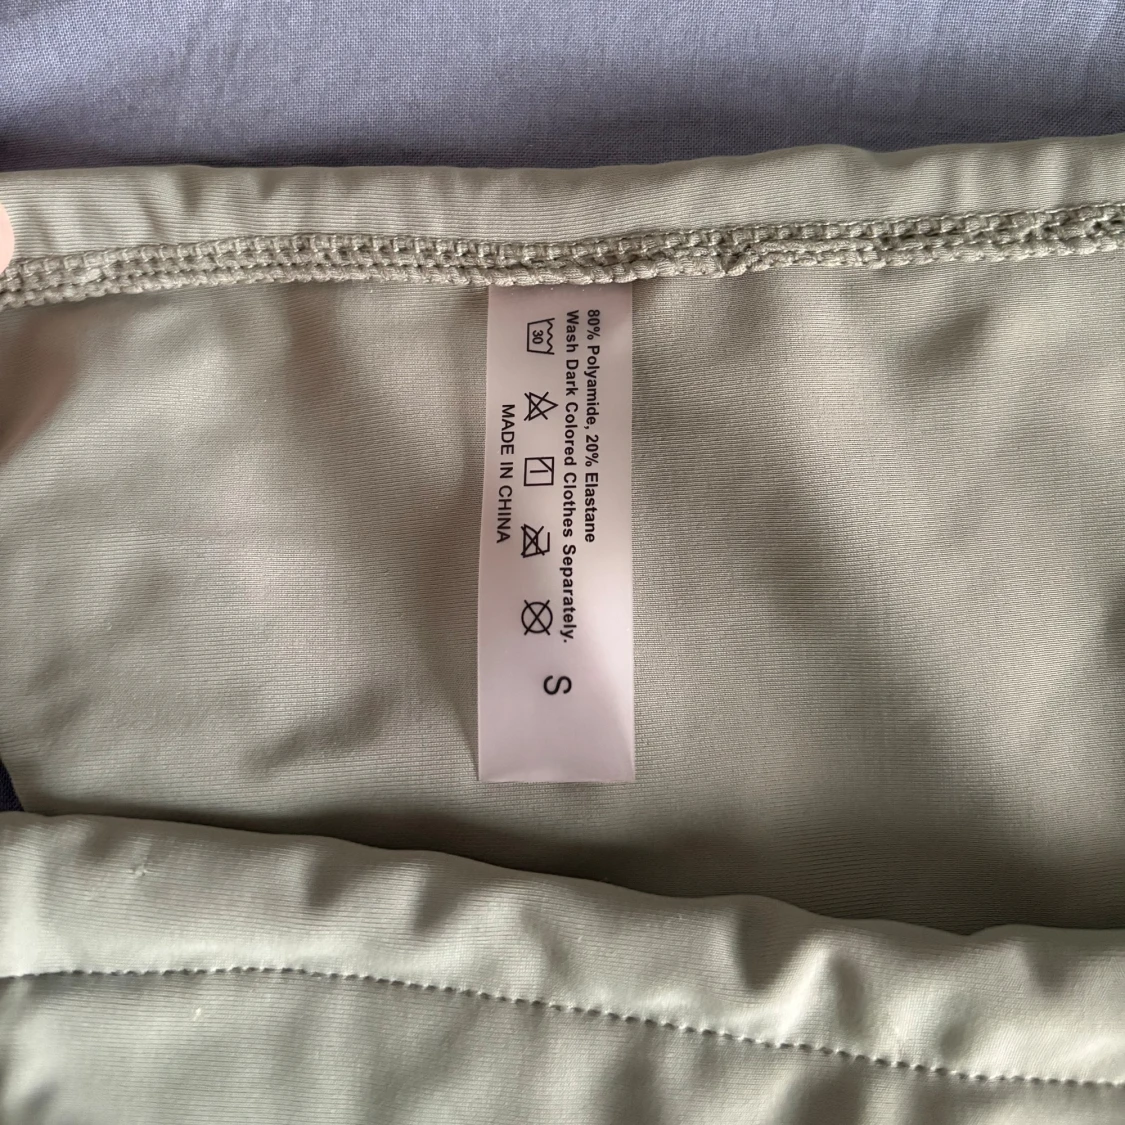 80% Polyamide, 20% Elastane
Wash Dark Colored Clothes Separately.
30
MADE IN CHINA
S